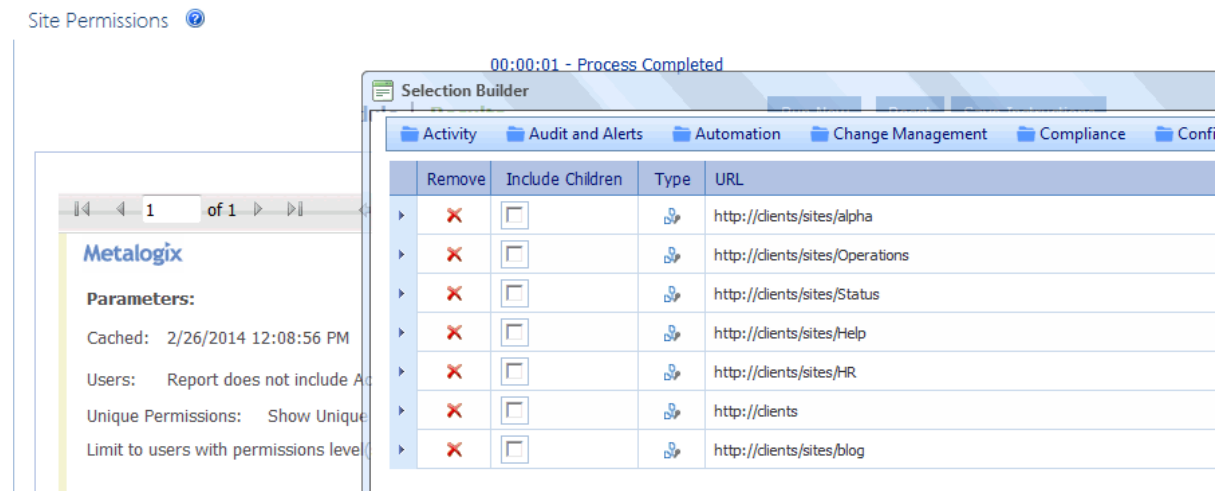 Site Permissions
00:00:01 - Process Completed
Selection Builder
Activity Audit and Alerts Automation Change Management Compliance Confi
Remove Include Children Type URL
http://clients/sites/alpha
http://clients/sites/Operations
http://clients/sites/Status
http://clients/sites/Help
http://clients/sites/HR
http://clients
http://clients/sites/blog
1 of 1
Metalogix
Parameters:
Cached: 2/26/2014 12:08:56 PM
Users: Report does not include Ac
Unique Permissions: Show Unique
Limit to users with permissions level(